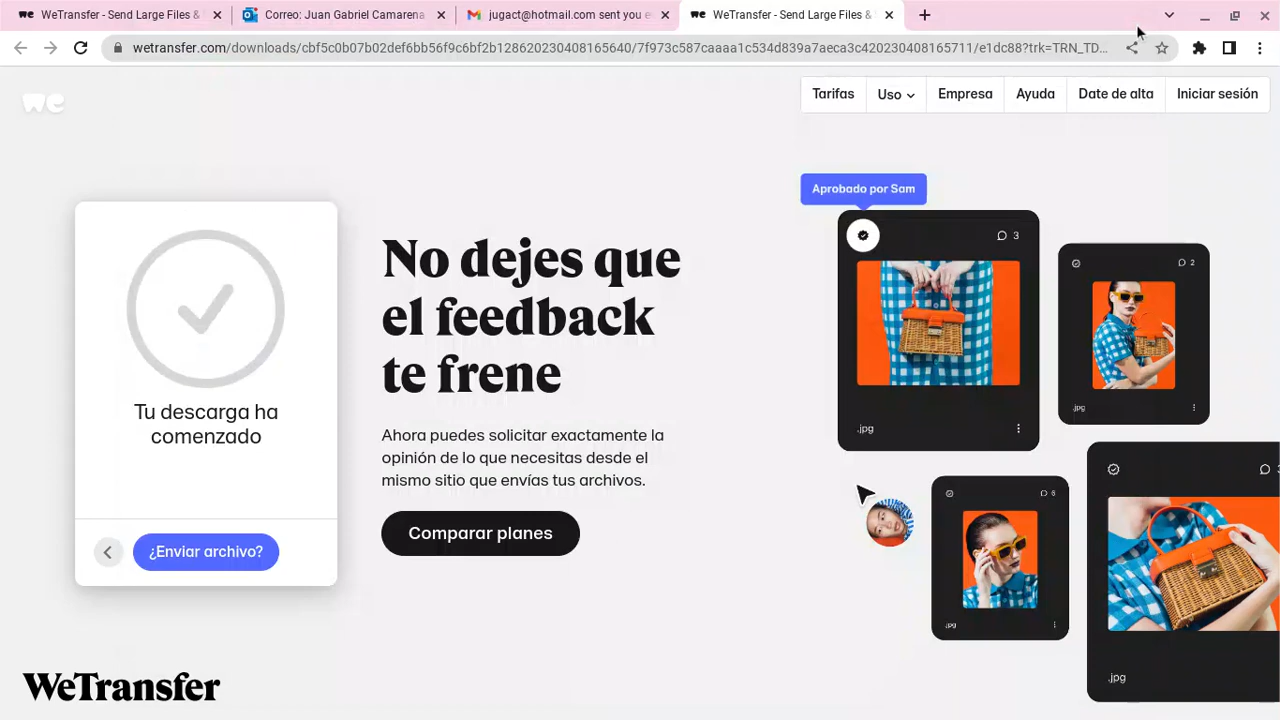 WeTransfer - Send Large Files &
Correo: Juan Gabriel Camarena
jugact@hotmail.com sent you
WeTransfer - Send Large Files &
wetransfer.com/downloads/cbf5c0b07b02def6bb50f9c6bf2b128620230408165640/7f973c587caaaa1c534d839a7aeca3c420230408165711/e1dc88?trk=TRN_TD...
we
Tarifas
Uso
Empresa
Ayuda
Date de alta
Iniciar sesión
Aprobado por Sam
3
2
Tu descarga ha
comenzado
¿Enviar archivo?
No dejes que
el feedback
te frene
Ahora puedes solicitar exactamente la
opinión de lo que necesitas desde el
mismo sitio que envías tus archivos.
Comparar planes
.jpg
.jpg
6
.jpg
.jpg
WeTransfer